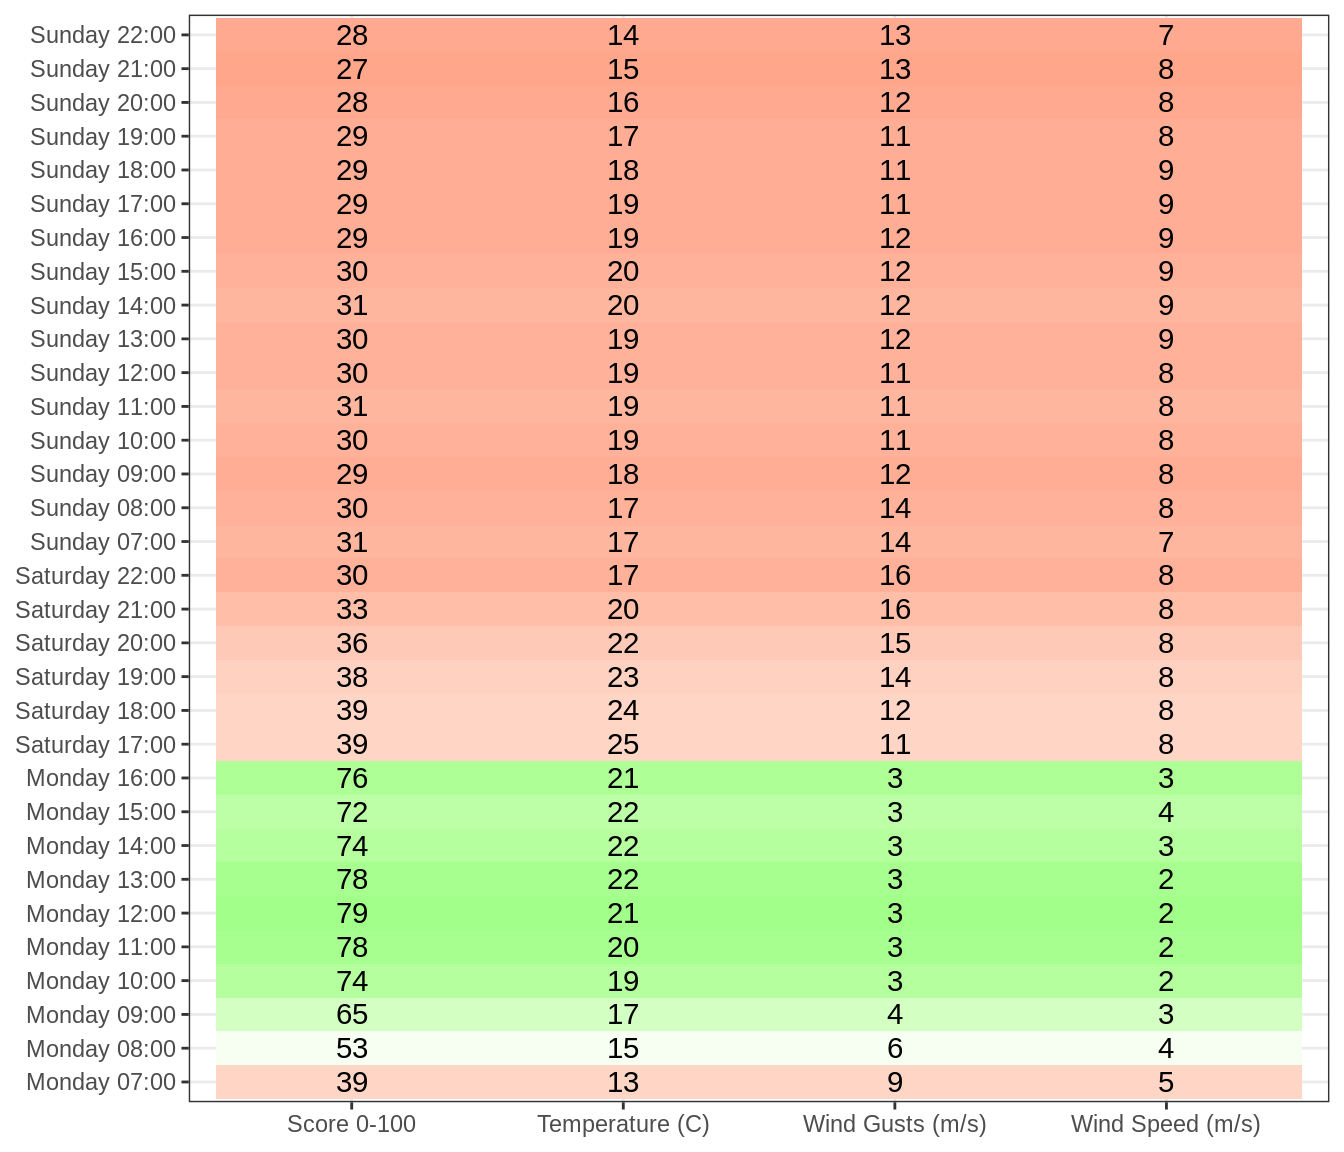 Sunday 22:00 28 14 13 7
Sunday 21:00 27 15 13 8
Sunday 20:00 28 16 12 8
Sunday 19:00 29 17 11 8
Sunday 18:00 29 18 11 9
Sunday 17:00 29 19 11 9
Sunday 16:00 29 19 12 9
Sunday 15:00 30 20 12 9
Sunday 14:00 31 20 12 9
Sunday 13:00 30 19 12 9
Sunday 12:00 30 19 11 8
Sunday 11:00 31 19 11 8
Sunday 10:00 30 19 11 8
Sunday 09:00 29 18 12 8
Sunday 08:00 30 17 14 8
Sunday 07:00 31 17 14 7
Saturday 22:00 30 17 16 8
Saturday 21:00 33 20 16 8
Saturday 20:00 36 22 15 8
Saturday 19:00 38 23 14 8
Saturday 18:00 39 24 12 8
Saturday 17:00 39 25 11 8
Monday 16:00 76 21 3 3
Monday 15:00 72 22 3 4
Monday 14:00 74 22 3 3
Monday 13:00 78 22 3 2
Monday 12:00 79 21 3 2
Monday 11:00 78 20 3 2
Monday 10:00 74 19 3 2
Monday 09:00 65 17 4 3
Monday 08:00 53 15 6 4
Monday 07:00 39 13 9 5
Score 0-100 Temperature (C) Wind Gusts (m/s) Wind Speed (m/s)